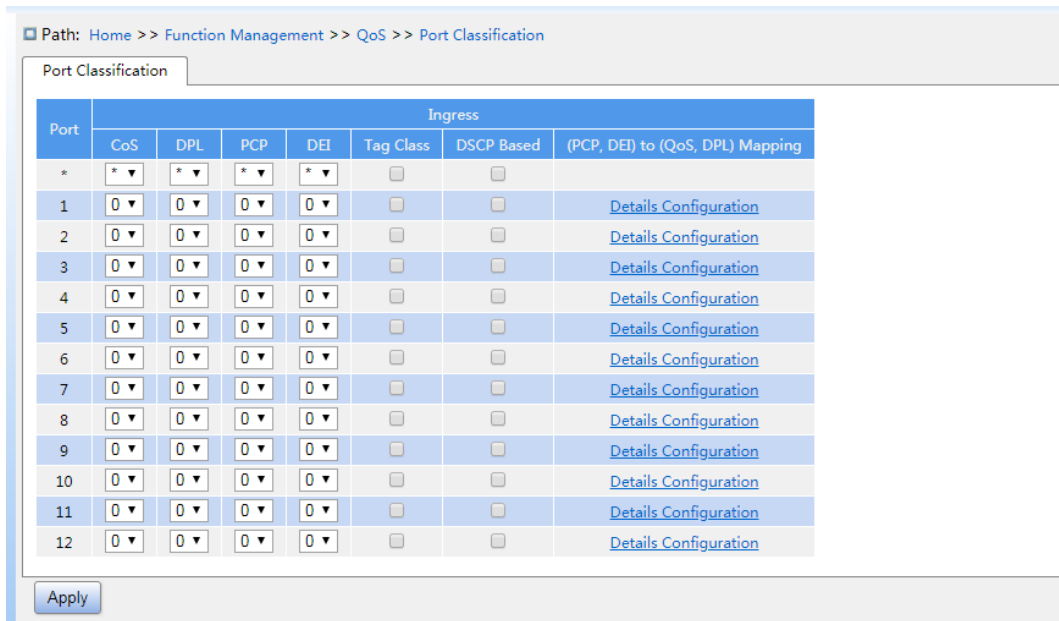 Path: Home >> Function Management >> QoS >> Port Classification
Port Classification
Port Ingress
CoS DPL PCP DEI Tag Class DSCP Based (PCP, DEI) to (QoS, DPL) Mapping
* * * * *
1 0 0 0 0 Details Configuration
2 0 0 0 0 Details Configuration
3 0 0 0 0 Details Configuration
4 0 0 0 0 Details Configuration
5 0 0 0 0 Details Configuration
6 0 0 0 0 Details Configuration
7 0 0 0 0 Details Configuration
8 0 0 0 0 Details Configuration
9 0 0 0 0 Details Configuration
10 0 0 0 0 Details Configuration
11 0 0 0 0 Details Configuration
12 0 0 0 0 Details Configuration
Apply